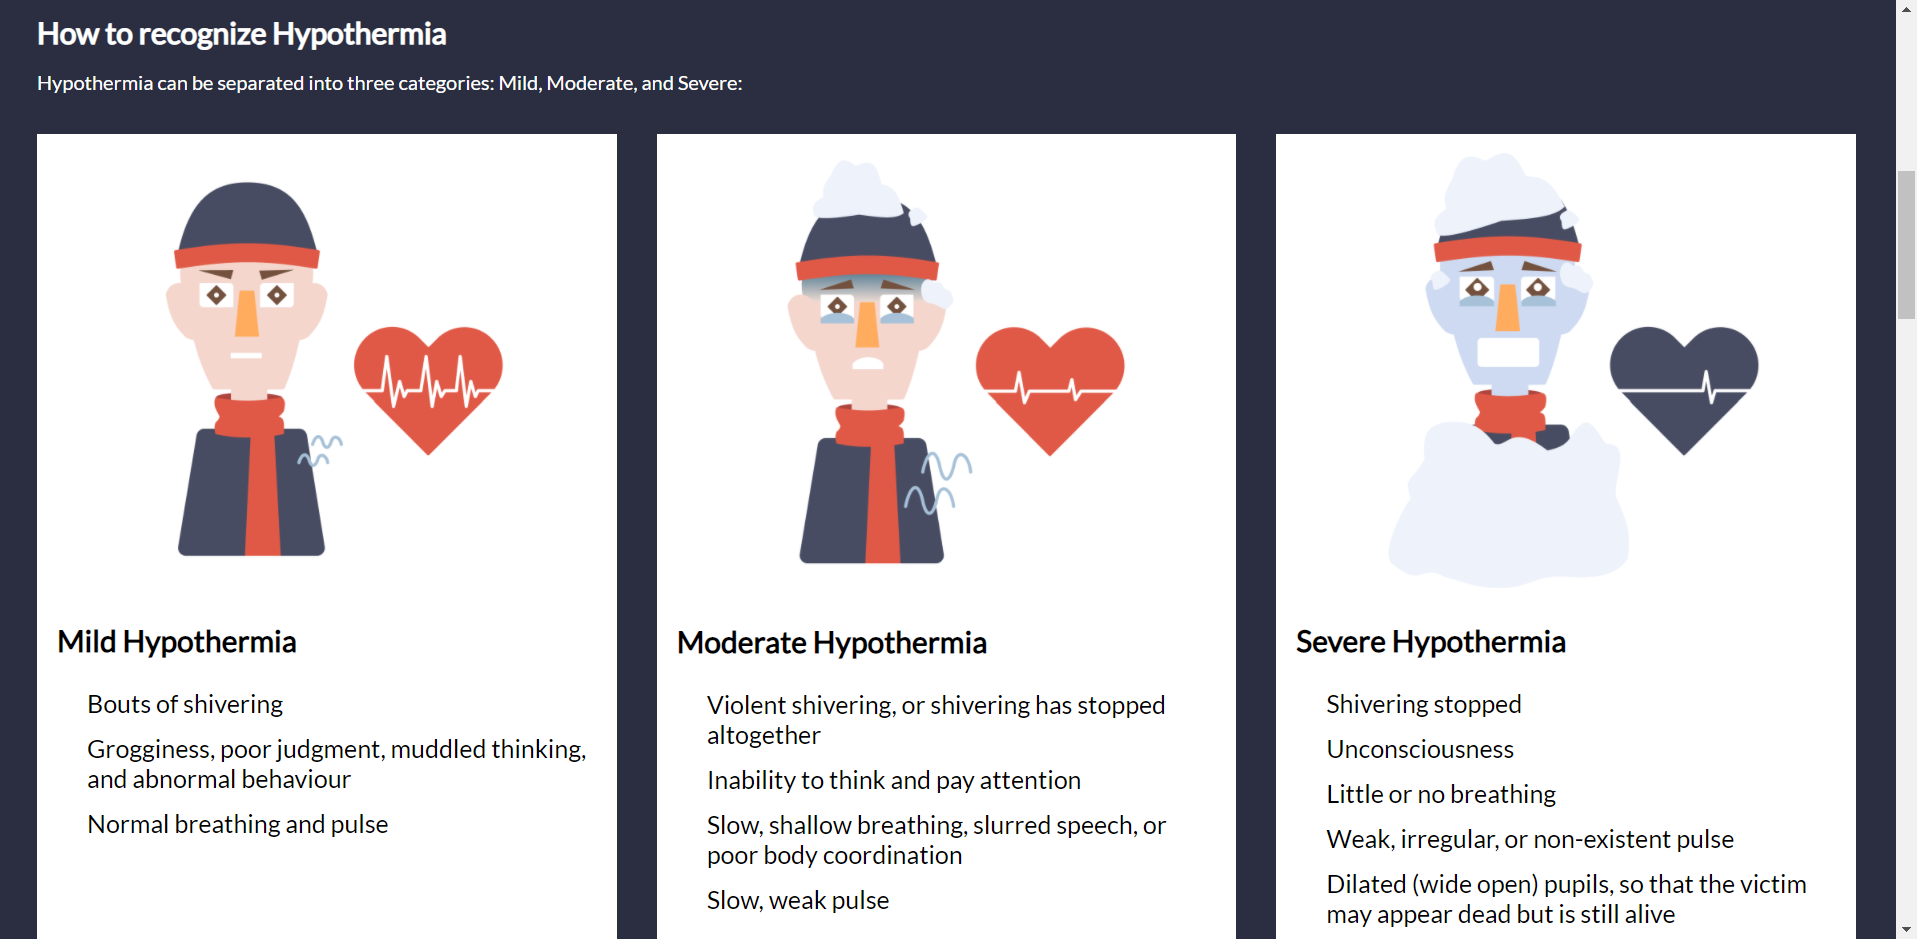 How to recognize Hypothermia
Hypothermia can be separated into three categories: Mild, Moderate, and Severe:
Mild Hypothermia
Bouts of shivering
Grogginess, poor judgment, muddled thinking,
and abnormal behaviour
Normal breathing and pulse
Moderate Hypothermia
Violent shivering, or shivering has stopped
altogether
Inability to think and pay attention
Slow, shallow breathing, slurred speech, or
poor body coordination
Slow, weak pulse
Severe Hypothermia
Shivering stopped
Unconsciousness
Little or no breathing
Weak, irregular, or non-existent pulse
Dilated (wide open) pupils, so that the victim
may appear dead but is still alive